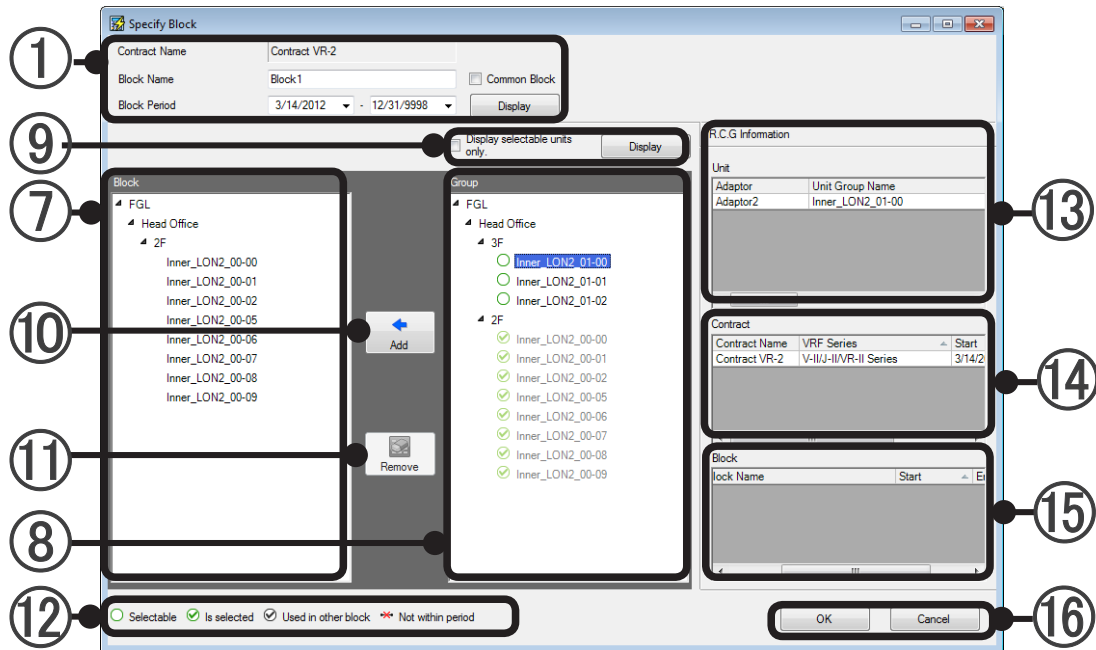 Specify Block
① Contract Name Contract VR-2
Block Name Block1 Common Block
Block Period 3/14/2012 - 12/31/9998 Display
⑨ Display selectable units only. Display
⑦ Block
FGL
Head Office
2F
Inner_LON2_00-00
Inner_LON2_00-01
Inner_LON2_00-02
Inner_LON2_00-05
Inner_LON2_00-06
Inner_LON2_00-07
Inner_LON2_00-08
Inner_LON2_00-09
⑩ Add
⑪ Remove
⑧ Group
FGL
Head Office
3F
Inner_LON2_01-00
Inner_LON2_01-01
Inner_LON2_01-02
2F
Inner_LON2_00-00
Inner_LON2_00-01
Inner_LON2_00-02
Inner_LON2_00-05
Inner_LON2_00-06
Inner_LON2_00-07
Inner_LON2_00-08
Inner_LON2_00-09
R.C.G Information
Unit
Adaptor Unit Group Name
Adaptor2 Inner_LON2_01-00
⑬
Contract
Contract Name VRF Series Start
Contract VR-2 V-II/J-II/VR-II Series 3/14/2
⑭
Block
lock Name Start E
⑮
⑫ Selectable Is selected Used in other block Not within period
OK Cancel ⑯